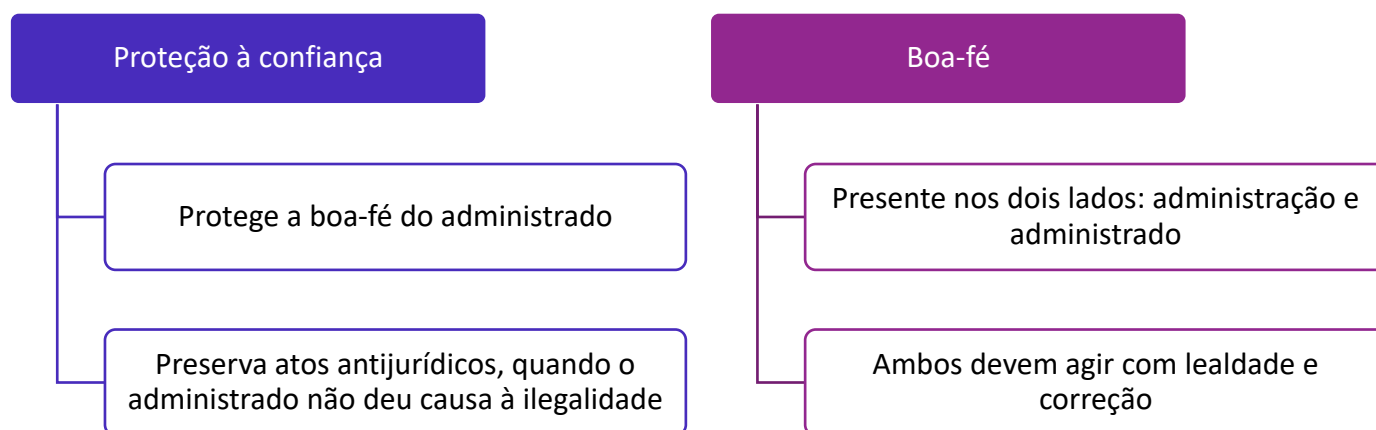 Proteção à confiança
Protege a boa-fé do administrado
Preserva atos antijurídicos, quando o
administrado não deu causa à ilegalidade
Boa-fé
Presente nos dois lados: administração e
administrado
Ambos devem agir com lealdade e
correção